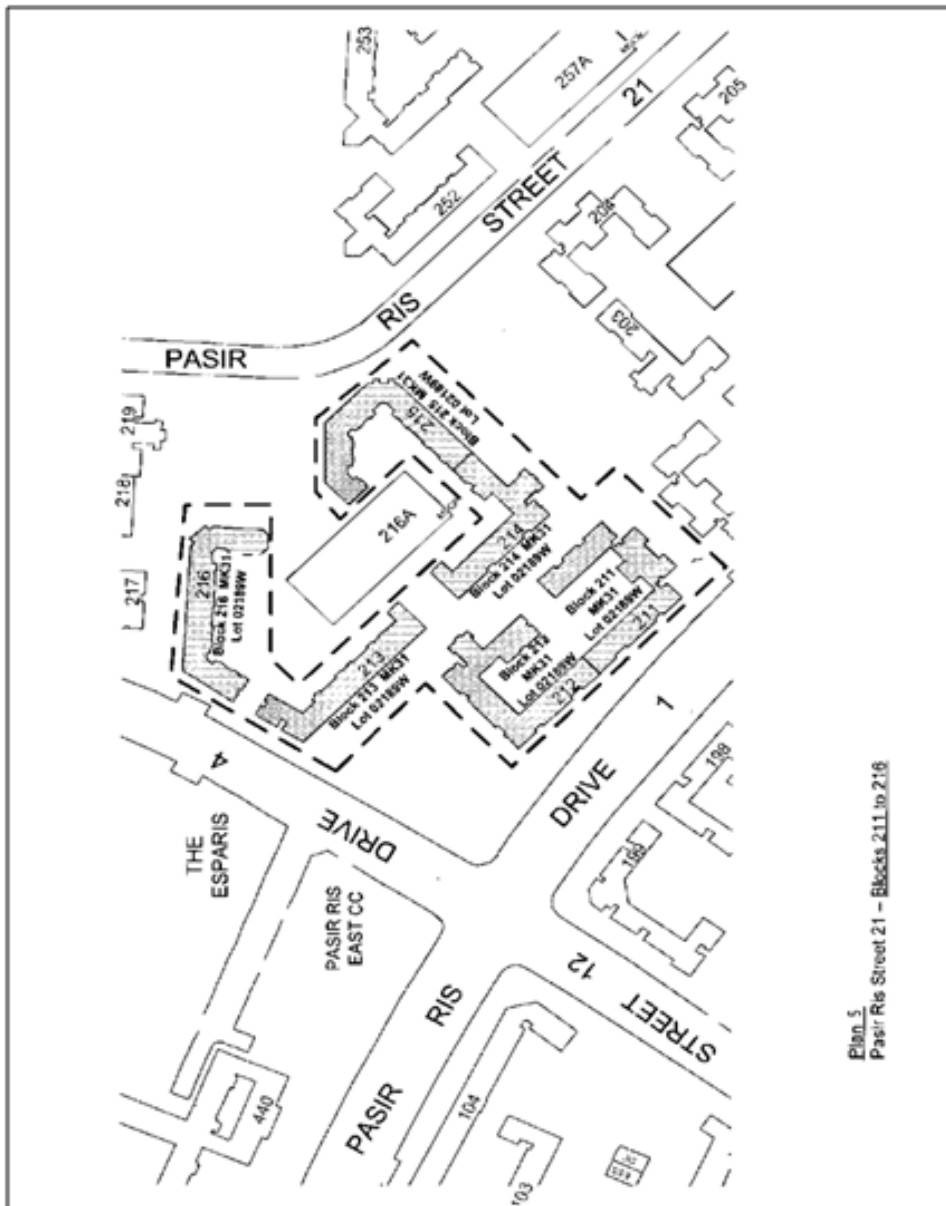 253
257A
21
205
252
STREET
204
RIS
203
PASIR
219
218
217
215
Block 215 MK31
Lot 02189W
216A
216
Block 216 MK31
Lot 02189W
214
Block 214 MK31
Lot 02189W
213
Block 213 MK31
Lot 02189W
Block 211
MK31
Lot 02189W
211
Block 212
MK31
Lot 02189W
212
4
DRIVE
1
DRIVE
THE
ESPARIS
PASIR RIS
EAST CC
198
199
12
STREET
RIS
PASIR
440
104
103
Plan 5
Pasir Ris Street 21 – Blocks 211 to 216